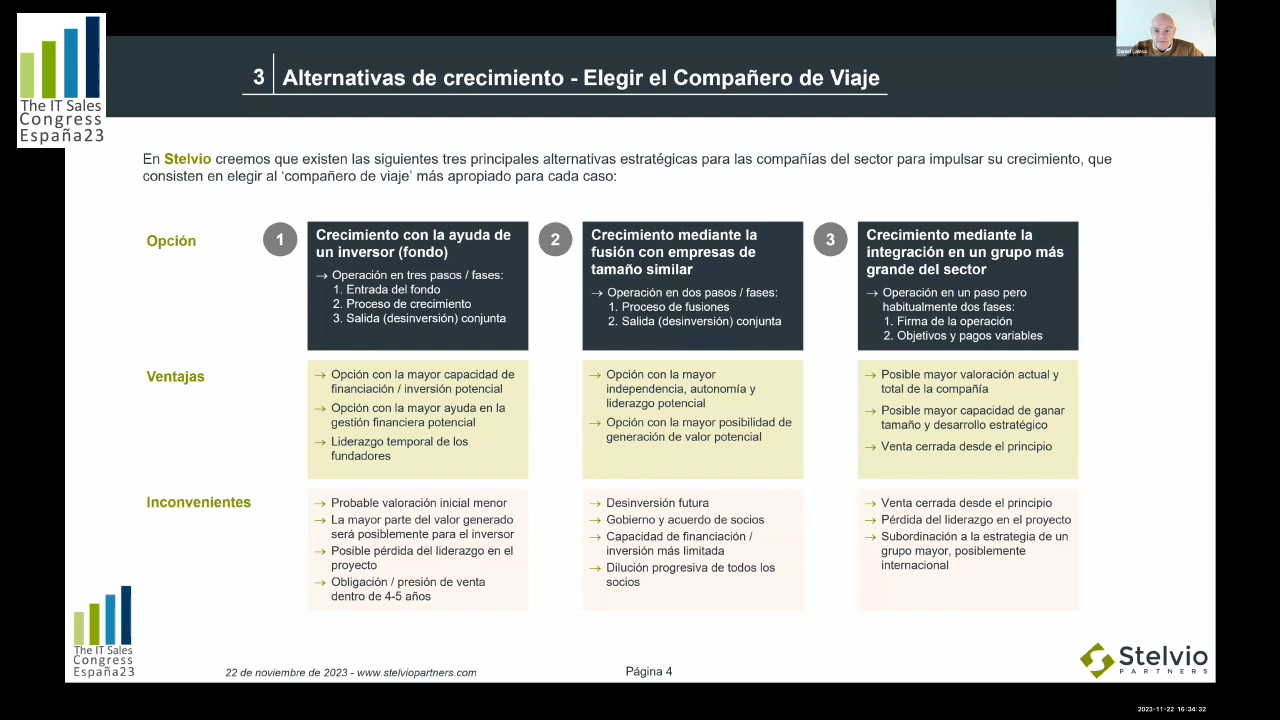 The IT Sales
Congress
España23
Daniel Laissa
3
Alternativas de crecimiento - Elegir el Compañero de Viaje
En Stelvio creemos que existen las siguientes tres principales alternativas estratégicas para las compañías del sector para impulsar su crecimiento, que
consisten en elegir al 'compañero de viaje' más apropiado para cada caso:
Opción
1
Crecimiento con la ayuda de
un inversor (fondo)
→ Operación en tres pasos / fases:
1. Entrada del fondo
2. Proceso de crecimiento
3. Salida (desinversión) conjunta
2
Crecimiento mediante la
fusión con empresas de
tamaño similar
→ Operación en dos pasos / fases:
1. Proceso de fusiones
2. Salida (desinversión) conjunta
3
Crecimiento mediante la
integración en un grupo más
grande del sector
→ Operación en un paso pero
habitualmente dos fases:
1. Firma de la operación
2. Objetivos y pagos variables
Ventajas
→ Opción con la mayor capacidad de
financiación / inversión potencial
→ Opción con la mayor ayuda en la
gestión financiera potencial
→ Liderazgo temporal de los
fundadores
→ Opción con la mayor
independencia, autonomía y
liderazgo potencial
→ Opción con la mayor posibilidad de
generación de valor potencial
→ Posible mayor valoración actual y
total de la compañía
→ Posible mayor capacidad de ganar
tamaño y desarrollo estratégico
→ Venta cerrada desde el principio
Inconvenientes
→ Probable valoración inicial menor
→ La mayor parte del valor generado
será posiblemente para el inversor
→ Posible pérdida del liderazgo en el
proyecto
→ Obligación / presión de venta
dentro de 4-5 años
→ Desinversión futura
→ Gobierno y acuerdo de socios
→ Capacidad de financiación /
inversión más limitada
→ Dilución progresiva de todos los
socios
→ Venta cerrada desde el principio
→ Pérdida del liderazgo en el proyecto
→ Subordinación a la estrategia de un
grupo mayor, posiblemente
internacional
The IT Sales
Congress
España23
22 de noviembre de 2023 - www.stelviopartners.com
Página 4
Stelvio
PARTNERS
2023-11-22 16:34:32